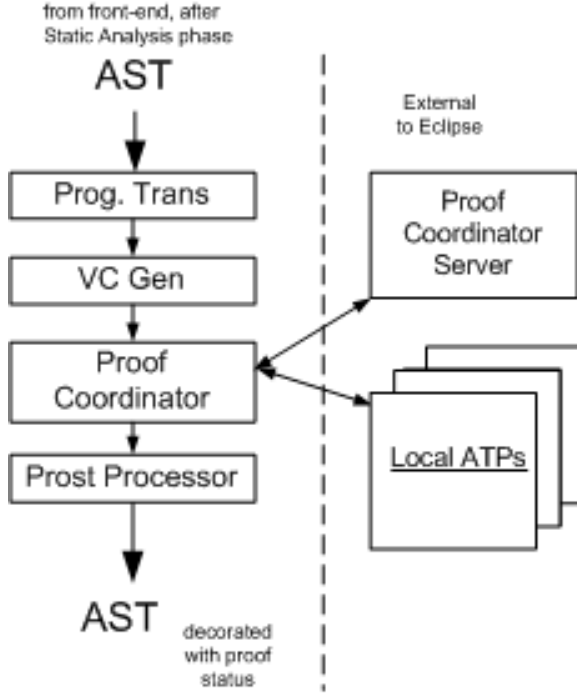 from front-end, after
Static Analysis phase
AST
External
to Eclipse
Prog. Trans
Proof
Coordinator
Server
VC Gen
Proof
Coordinator
Local ATPs
Prost Processor
AST
decorated
with proof
status